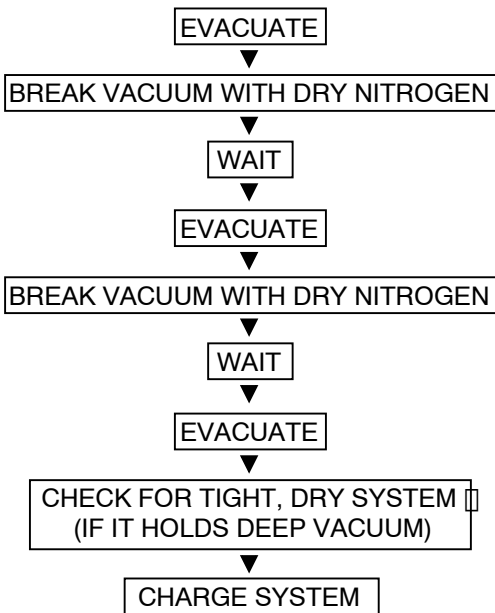 EVACUATE
BREAK VACUUM WITH DRY NITROGEN
WAIT
EVACUATE
BREAK VACUUM WITH DRY NITROGEN
WAIT
EVACUATE
CHECK FOR TIGHT, DRY SYSTEM
(IF IT HOLDS DEEP VACUUM)
CHARGE SYSTEM